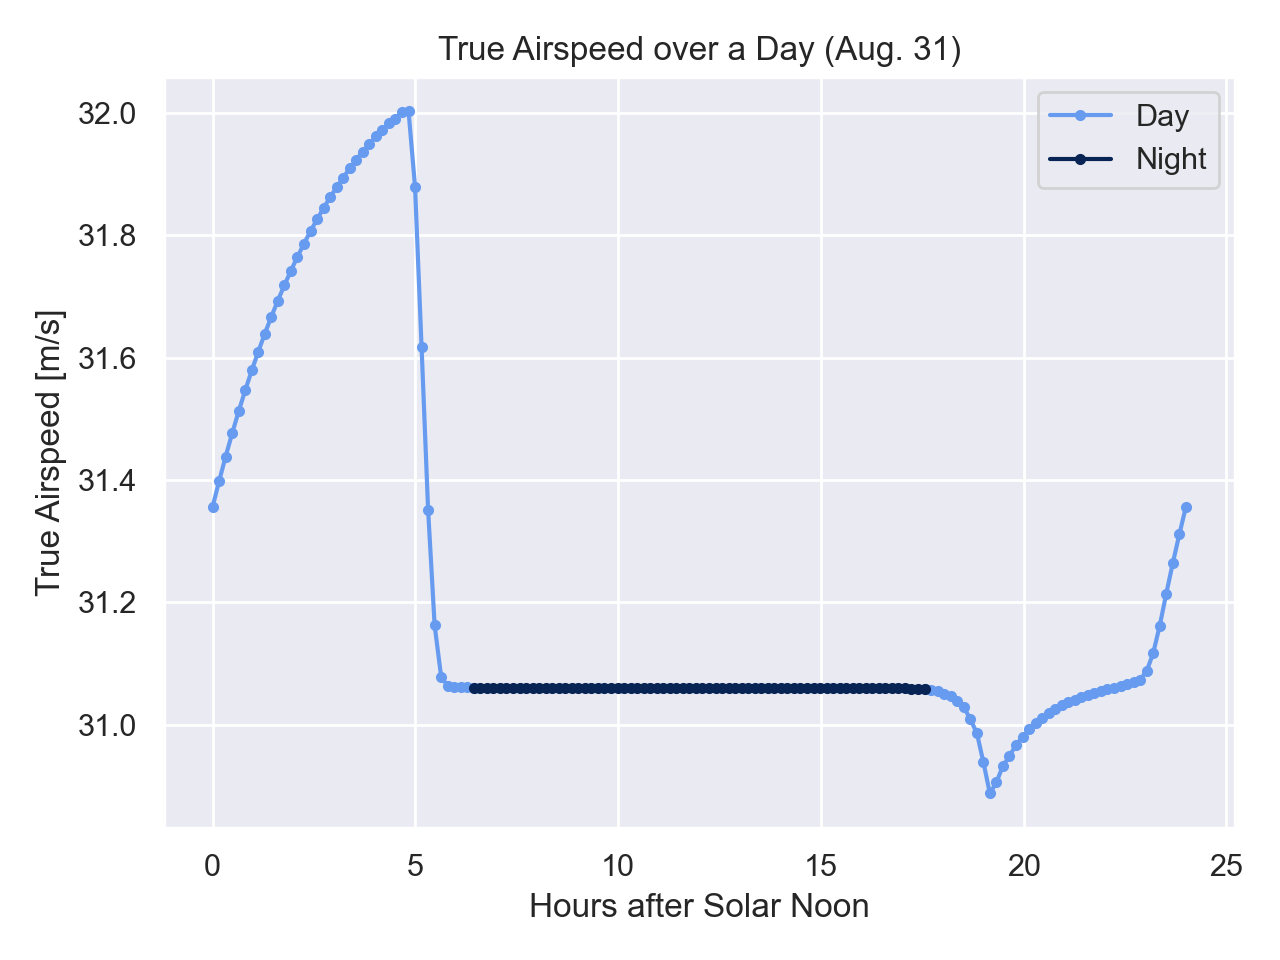 True Airspeed over a Day (Aug. 31)
Day
Night
True Airspeed [m/s]
32.0
31.8
31.6
31.4
31.2
31.0
0 5 10 15 20 25
Hours after Solar Noon